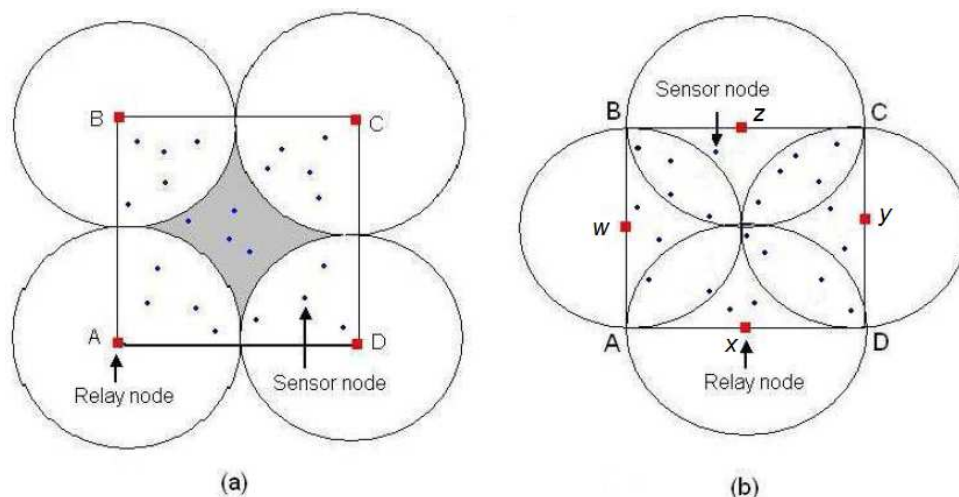 B
C
A
D
Relay node
Sensor node
(a)
Sensor node
B
z
C
w
y
A
x
D
Relay node
(b)